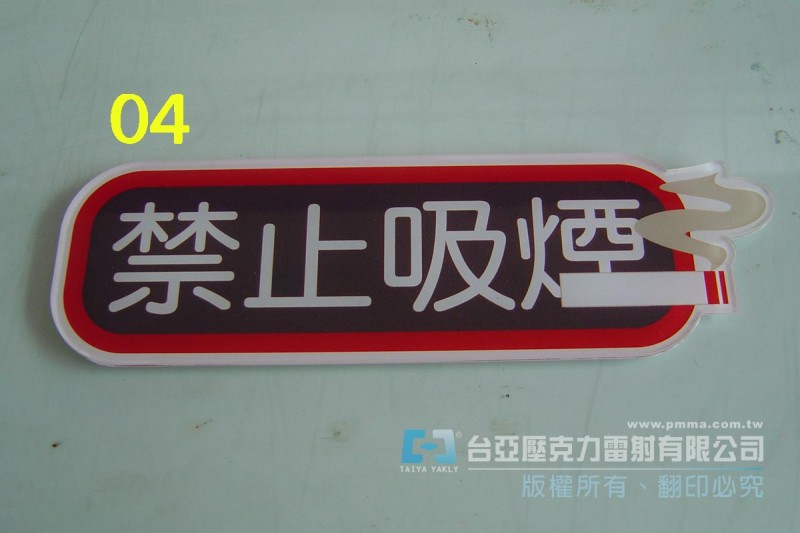 04
禁止吸煙
www.pmma.com.tw
台亞壓克力雷射有限公司
TAIYA YAKLY
版權所有、翻印必究